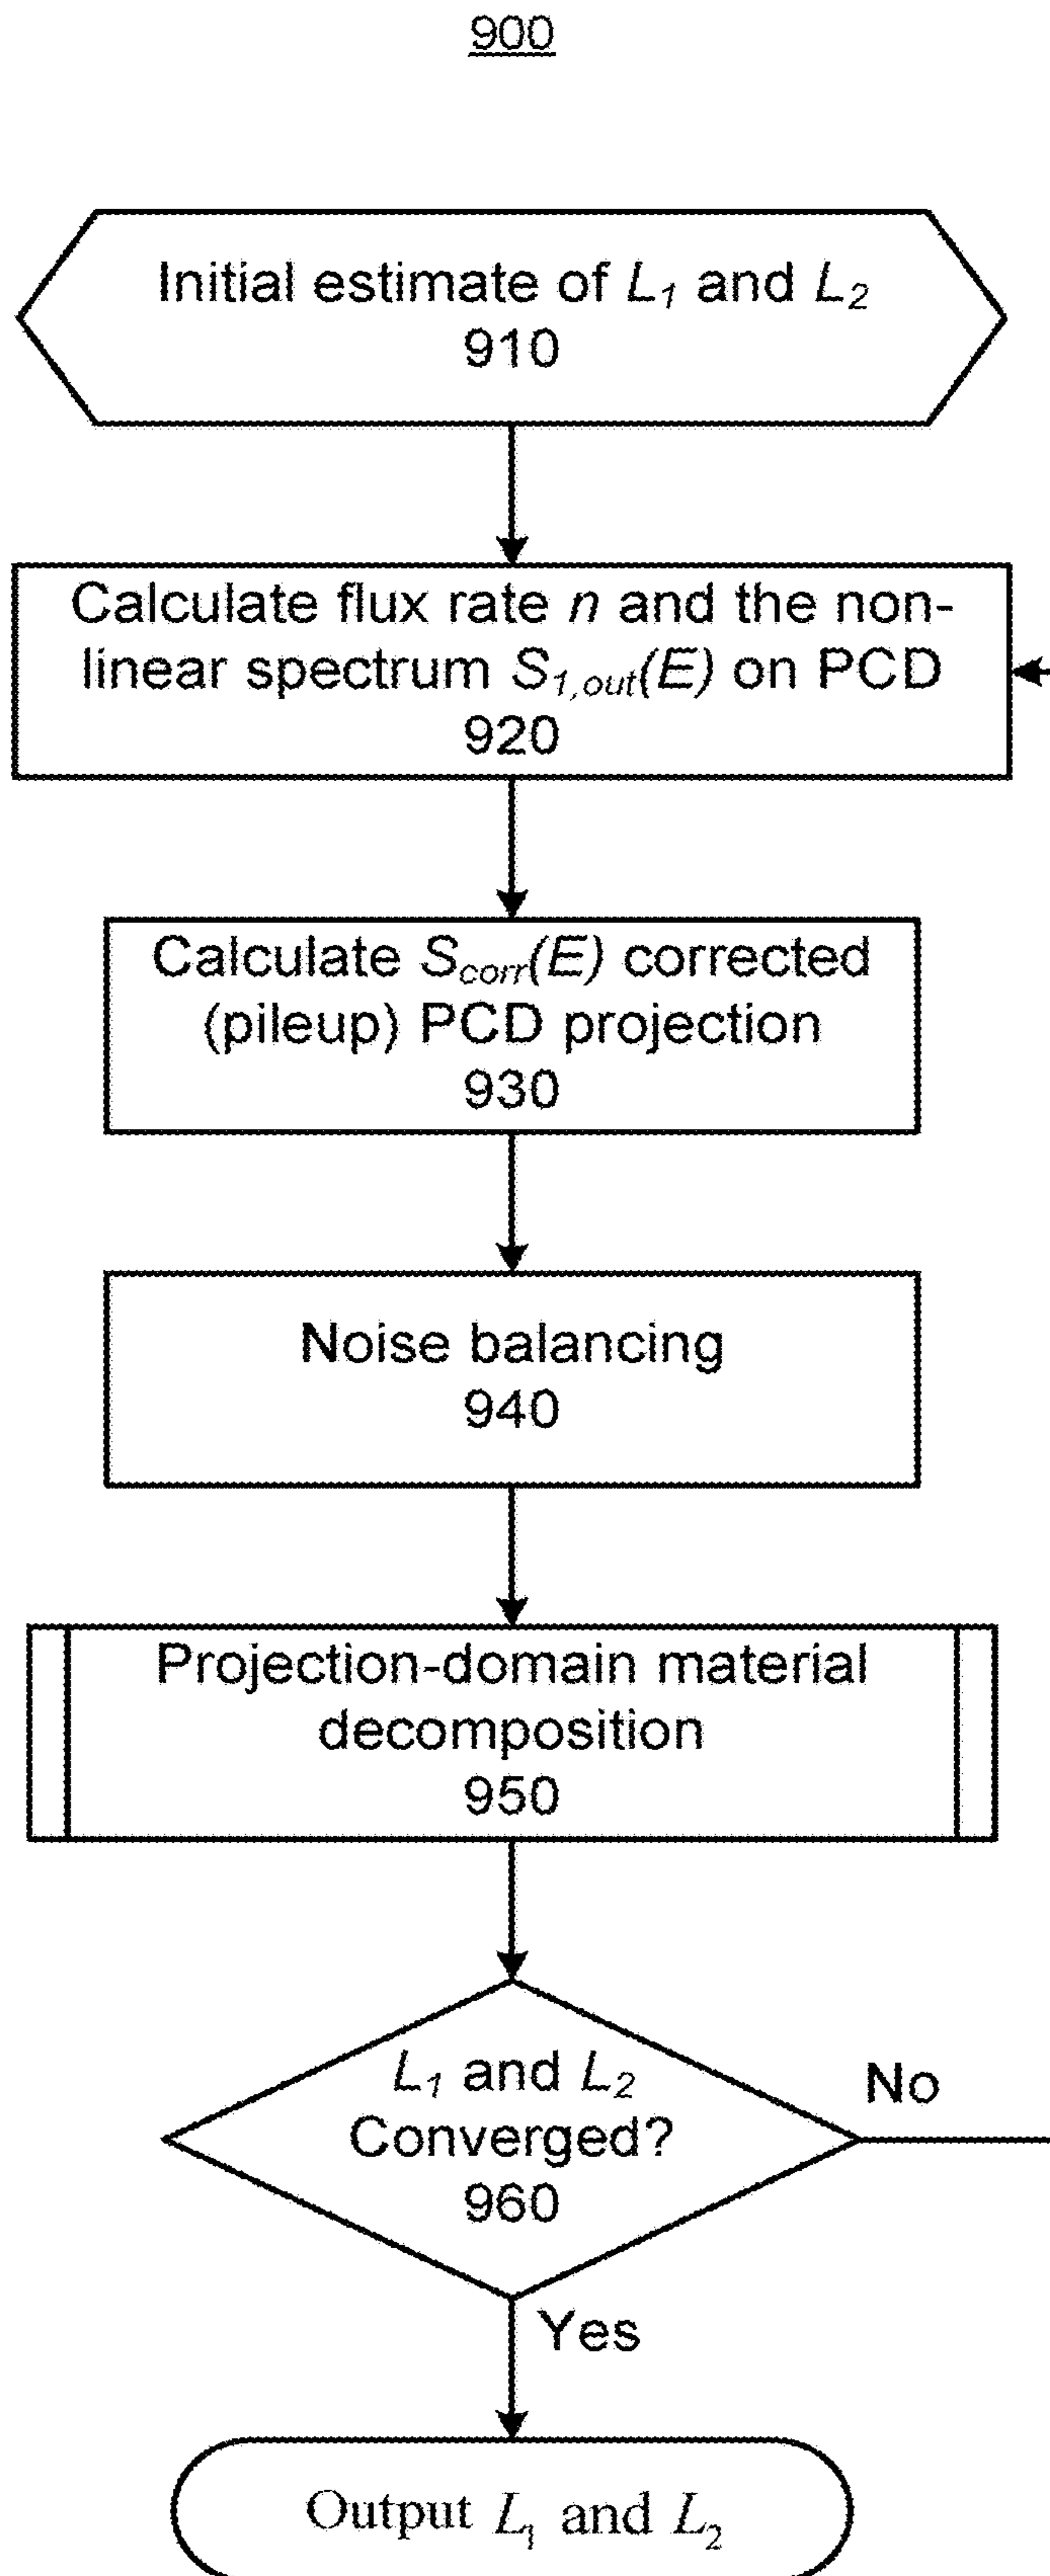 900
Initial estimate of L₁ and L₂
910
Calculate flux rate n and the non-
linear spectrum S₁,out(E) on PCD
920
Calculate Scorr(E) corrected
(pileup) PCD projection
930
Noise balancing
940
Projection-domain material
decomposition
950
L₁ and L₂
Converged?
960
No
Yes
Output L₁ and L₂